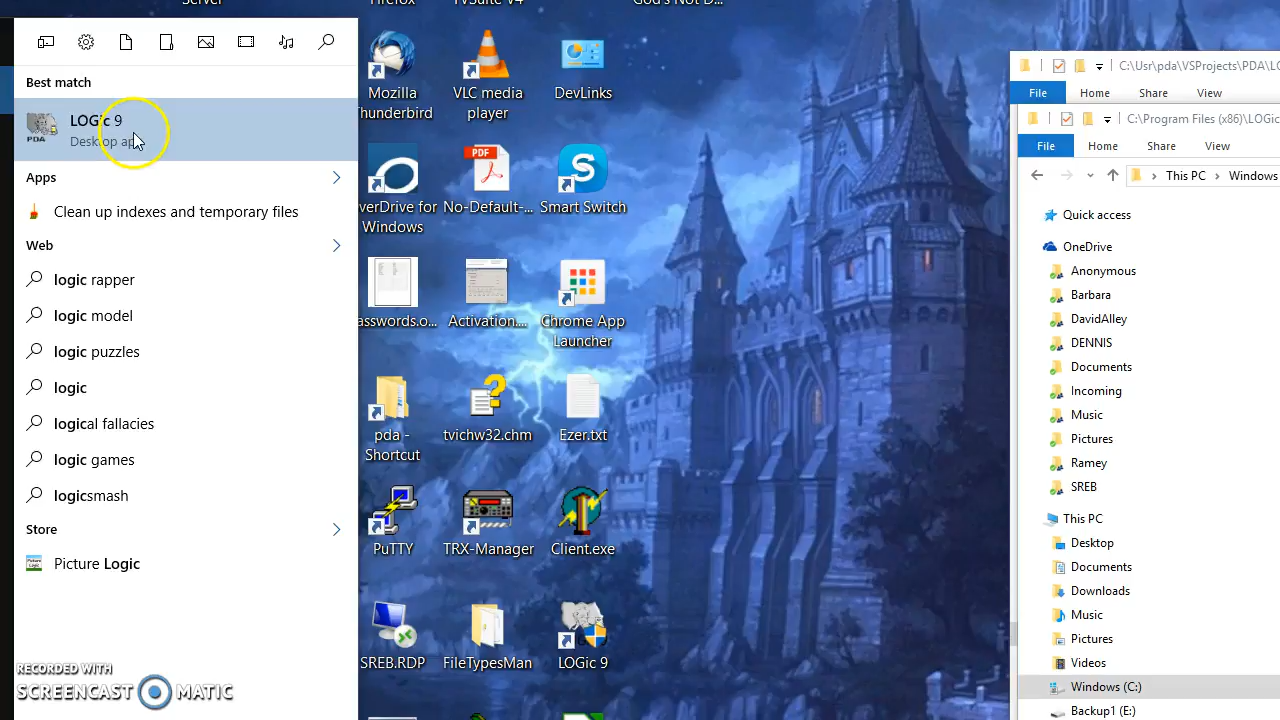 Server
Firefox
TVSuite V4
God's Not D...
Best match
LOGic 9
Desktop app
Apps
Clean up indexes and temporary files
Web
logic rapper
logic model
logic puzzles
logic
logical fallacies
logic games
logicsmash
Store
Picture Logic
RECORDED WITH
SCREENCAST MATIC
PDA
Mozilla
Thunderbird
VLC media
player
DevLinks
PDF
verDrive for
Windows
No-Default-...
Smart Switch
asswords.o...
Activation....
Chrome App
Launcher
pda -
Shortcut
tvichw32.chm
Ezer.txt
PuTTY
TRX-Manager
Client.exe
SREB.RDP
FileTypesMan
LOGic 9
C:\Usr\pda\VSProjects\PDA\LO
File Home Share View
C:\Program Files (x86)\LOGic
File Home Share View
This PC > Windows
Quick access
OneDrive
Anonymous
Barbara
DavidAlley
DENNIS
Documents
Incoming
Music
Pictures
Ramey
SREB
This PC
Desktop
Documents
Downloads
Music
Pictures
Videos
Windows (C:)
Backup1 (E:)